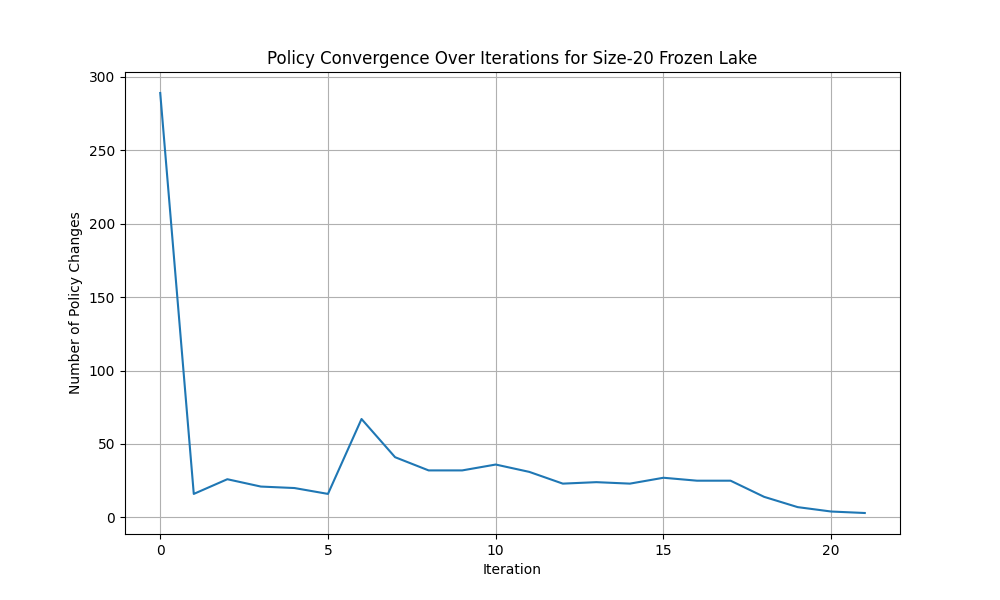 Policy Convergence Over Iterations for Size-20 Frozen Lake
300
250
200
150
100
50
0
Number of Policy Changes
0 5 10 15 20
Iteration